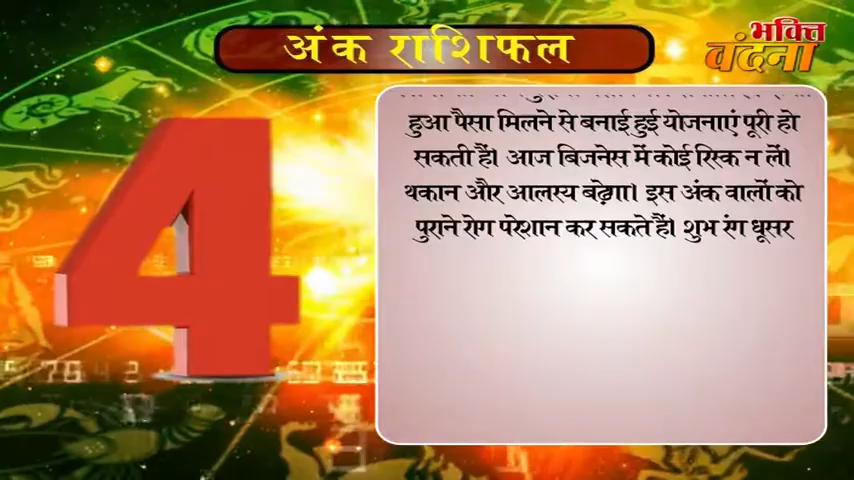 अंक राशिफल
भक्ति
वंदना
4
हुआ पैसा मिलने से बनाई हुई योजनाएं पूरी हो
सकती हैं। आज बिजनेस में कोई रिस्क न लें।
थकान और आलस्य बढ़ेगा। इस अंक वालों को
पुराने रोग परेशान कर सकते हैं। शुभ रंग धूसर